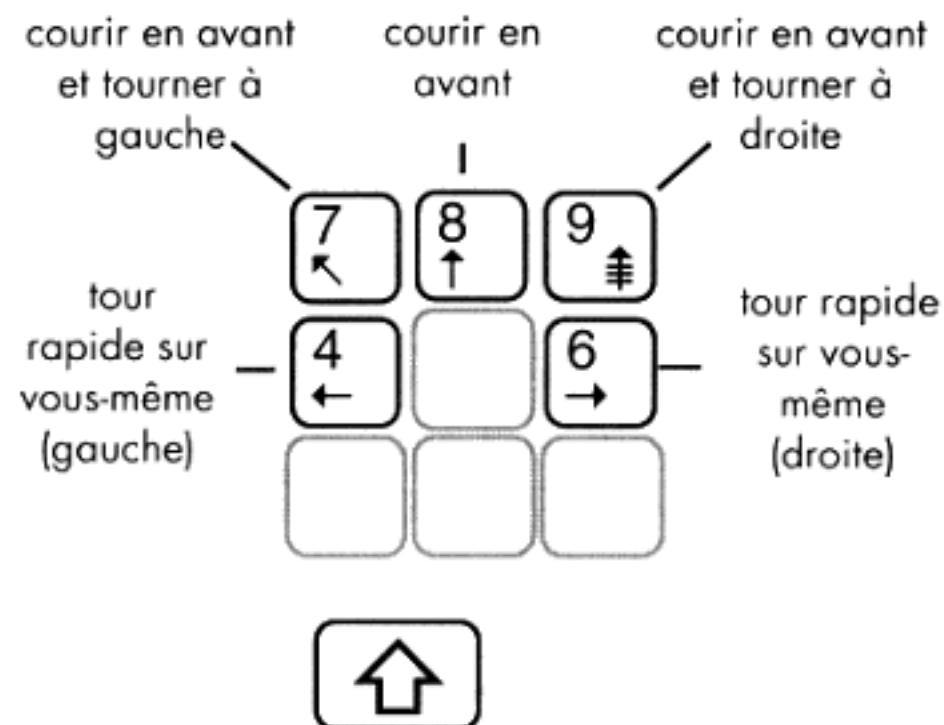 courir en avant
et tourner à
gauche
courir en
avant
courir en avant
et tourner à
droite
7
8
9
tour
rapide sur
vous-même
(gauche)
4
6
tour rapide
sur vous-
même
(droite)